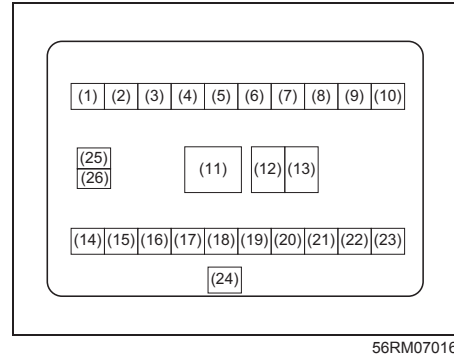 (1) (2) (3) (4) (5) (6) (7) (8) (9) (10)
(25)
(26)
(11) (12) (13)
(14) (15) (16) (17) (18) (19) (20) (21) (22) (23)
(24)
56RM07016